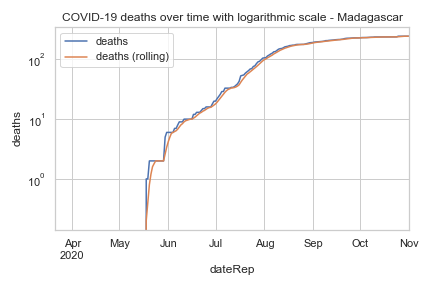 COVID-19 deaths over time with logarithmic scale - Madagascar
deaths
deaths (rolling)
10²
10¹
10⁰
deaths
Apr May Jun Jul Aug Sep Oct Nov
2020
dateRep